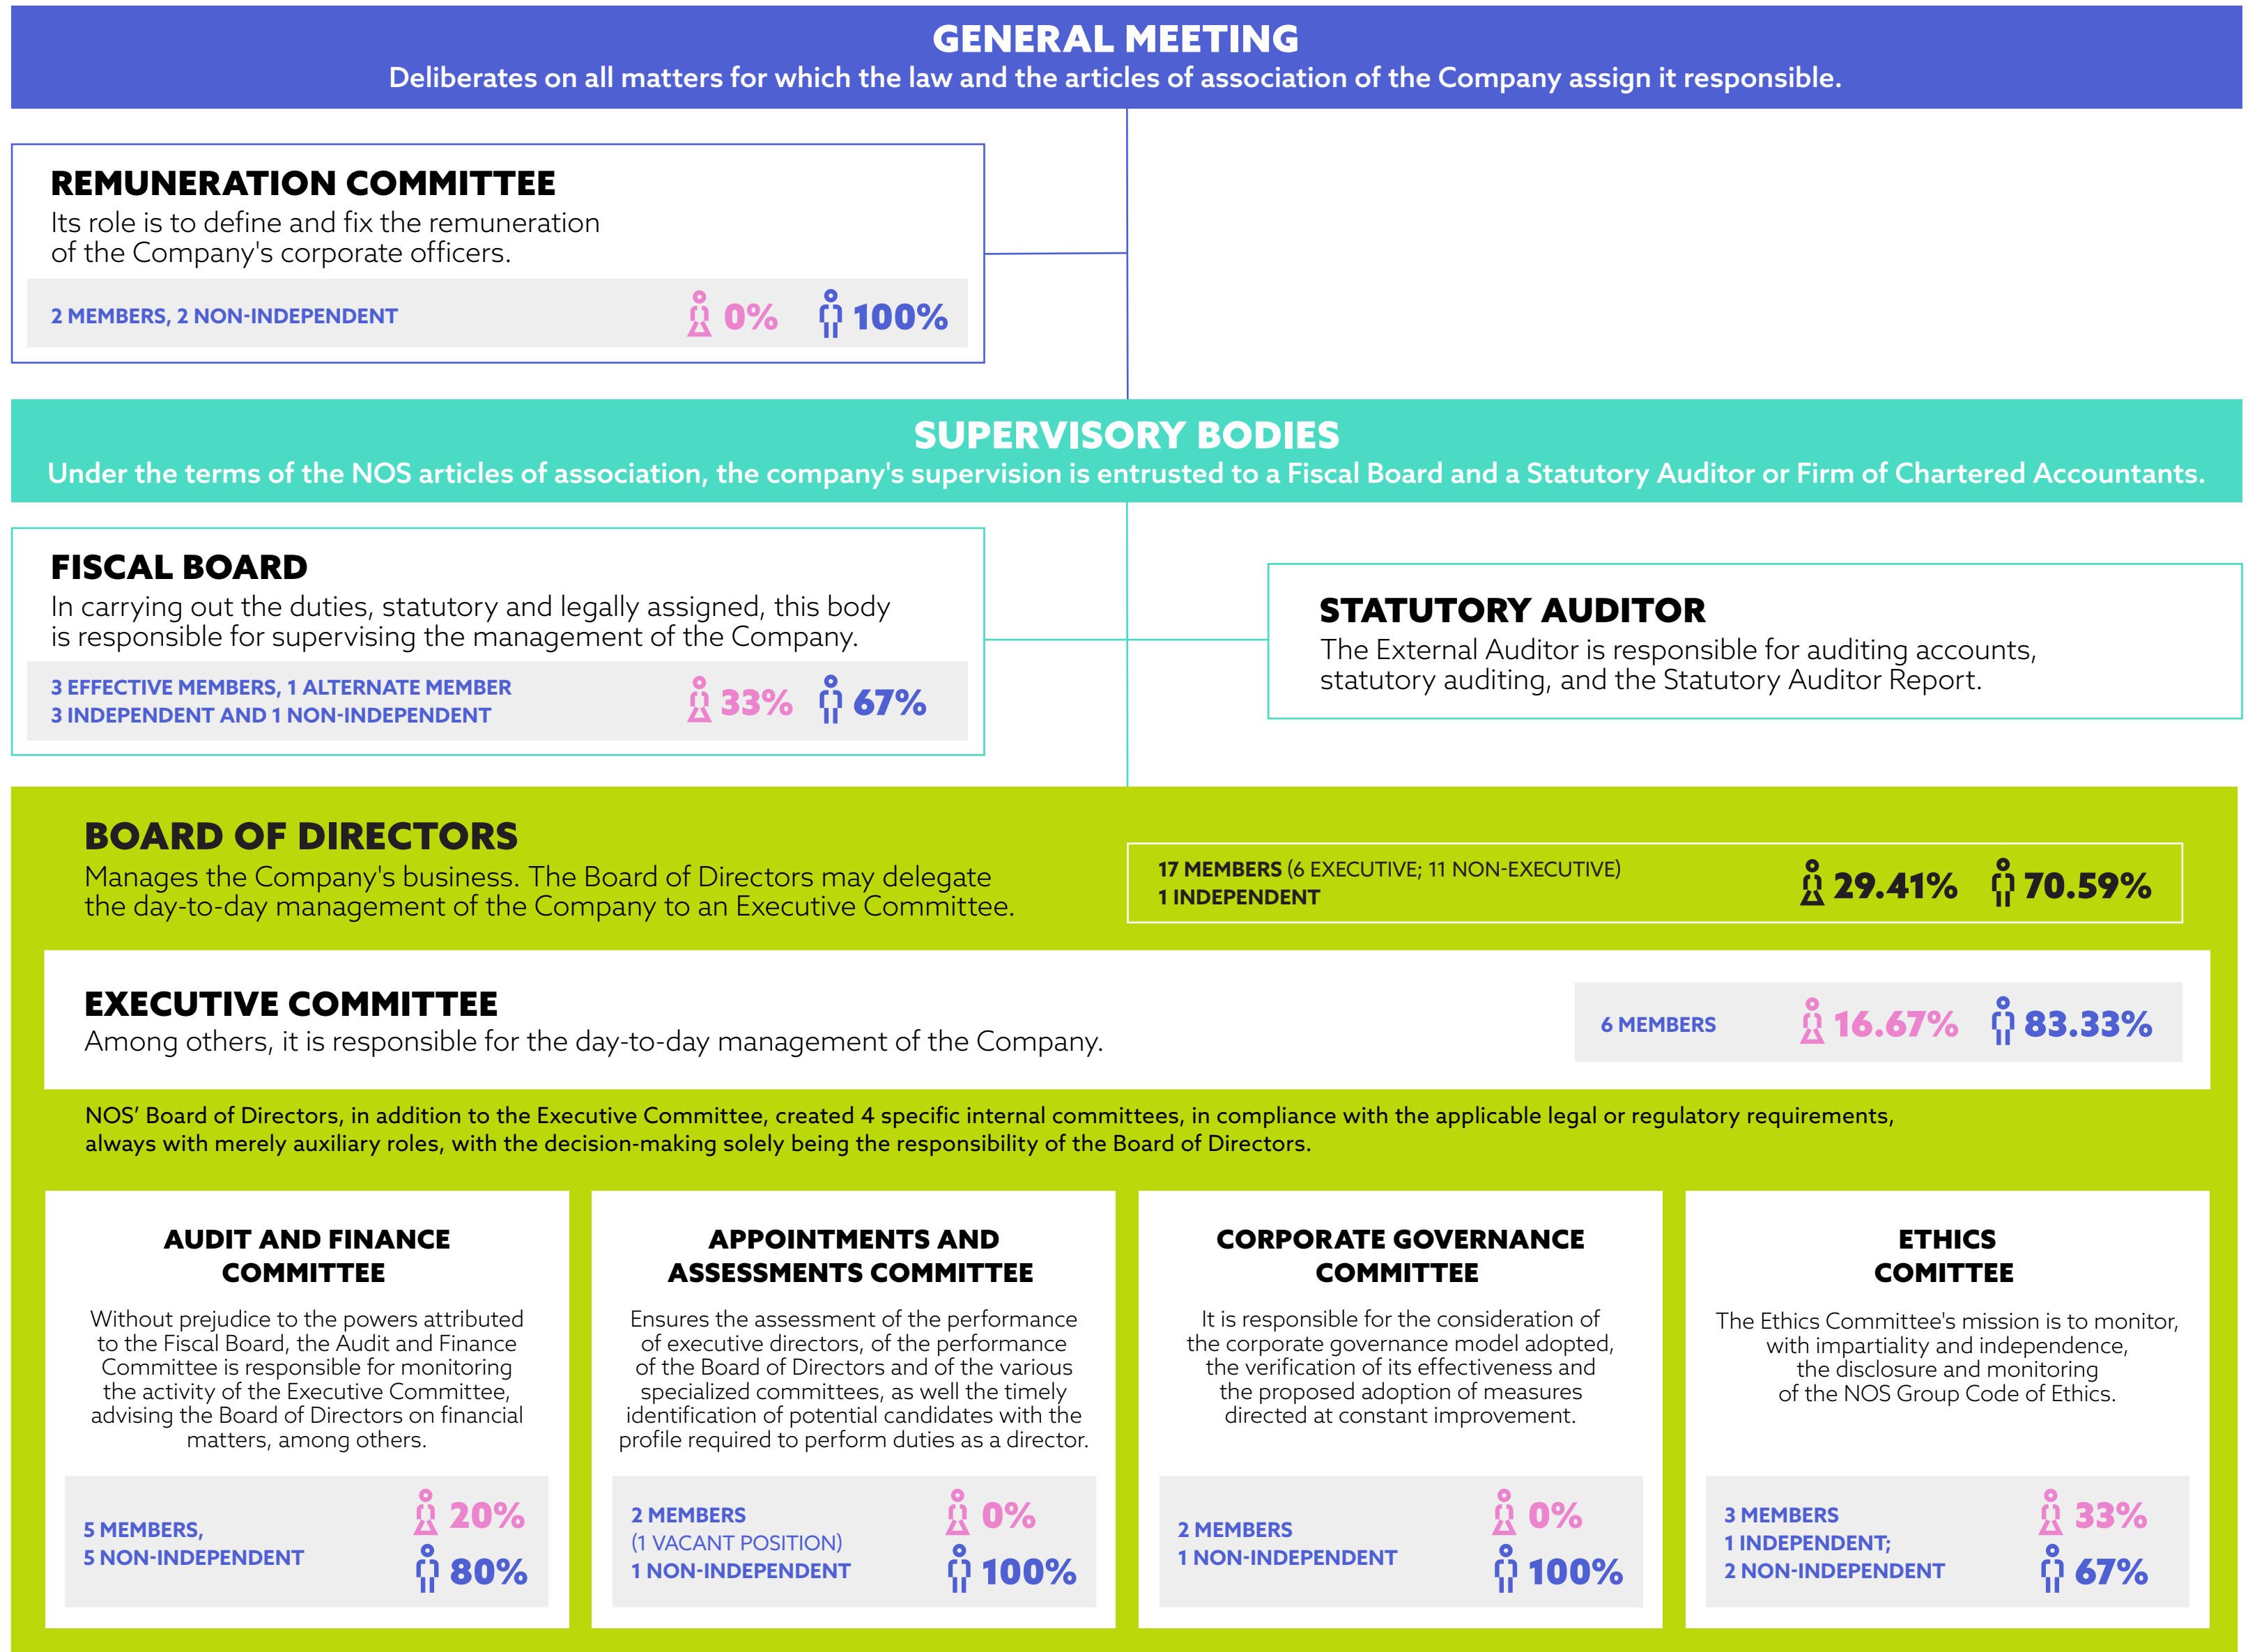 GENERAL MEETING
Deliberates on all matters for which the law and the articles of association of the Company assign it responsible.
REMUNERATION COMMITTEE
Its role is to define and fix the remuneration
of the Company's corporate officers.
2 MEMBERS, 2 NON-INDEPENDENT
0%
100%
SUPERVISORY BODIES
Under the terms of the NOS articles of association, the company's supervision is entrusted to a Fiscal Board and a Statutory Auditor or Firm of Chartered Accountants.
FISCAL BOARD
In carrying out the duties, statutory and legally assigned, this body
is responsible for supervising the management of the Company.
3 EFFECTIVE MEMBERS, 1 ALTERNATE MEMBER
3 INDEPENDENT AND 1 NON-INDEPENDENT
33%
67%
STATUTORY AUDITOR
The External Auditor is responsible for auditing accounts,
statutory auditing, and the Statutory Auditor Report.
BOARD OF DIRECTORS
Manages the Company's business. The Board of Directors may delegate
the day-to-day management of the Company to an Executive Committee.
17 MEMBERS (6 EXECUTIVE; 11 NON-EXECUTIVE)
1 INDEPENDENT
29.41%
70.59%
EXECUTIVE COMMITTEE
Among others, it is responsible for the day-to-day management of the Company.
6 MEMBERS
16.67%
83.33%
NOS’ Board of Directors, in addition to the Executive Committee, created 4 specific internal committees, in compliance with the applicable legal or regulatory requirements,
always with merely auxiliary roles, with the decision-making solely being the responsibility of the Board of Directors.
AUDIT AND FINANCE
COMMITTEE
Without prejudice to the powers attributed
to the Fiscal Board, the Audit and Finance
Committee is responsible for monitoring
the activity of the Executive Committee,
advising the Board of Directors on financial
matters, among others.
5 MEMBERS,
5 NON-INDEPENDENT
20%
80%
APPOINTMENTS AND
ASSESSMENTS COMMITTEE
Ensures the assessment of the performance
of executive directors, of the performance
of the Board of Directors and of the various
specialized committees, as well the timely
identification of potential candidates with the
profile required to perform duties as a director.
2 MEMBERS
(1 VACANT POSITION)
1 NON-INDEPENDENT
0%
100%
CORPORATE GOVERNANCE
COMMITTEE
It is responsible for the consideration of
the corporate governance model adopted,
the verification of its effectiveness and
the proposed adoption of measures
directed at constant improvement.
2 MEMBERS
1 NON-INDEPENDENT
0%
100%
ETHICS
COMITTEE
The Ethics Committee's mission is to monitor,
with impartiality and independence,
the disclosure and monitoring
of the NOS Group Code of Ethics.
3 MEMBERS
1 INDEPENDENT;
2 NON-INDEPENDENT
33%
67%